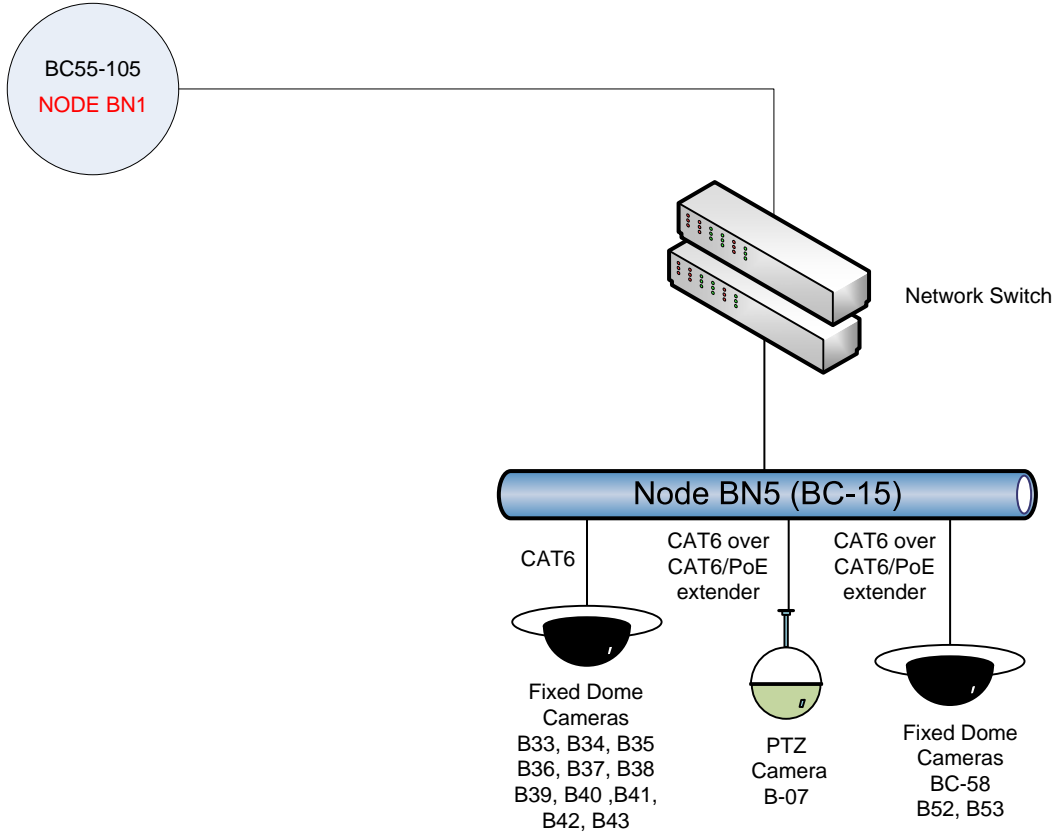 BC55-105
NODE BN1
Network Switch
Node BN5 (BC-15)
CAT6
CAT6 over
CAT6/PoE
extender
CAT6 over
CAT6/PoE
extender
Fixed Dome
Cameras
B33, B34, B35
B36, B37, B38
B39, B40 ,B41,
B42, B43
PTZ
Camera
B-07
Fixed Dome
Cameras
BC-58
B52, B53